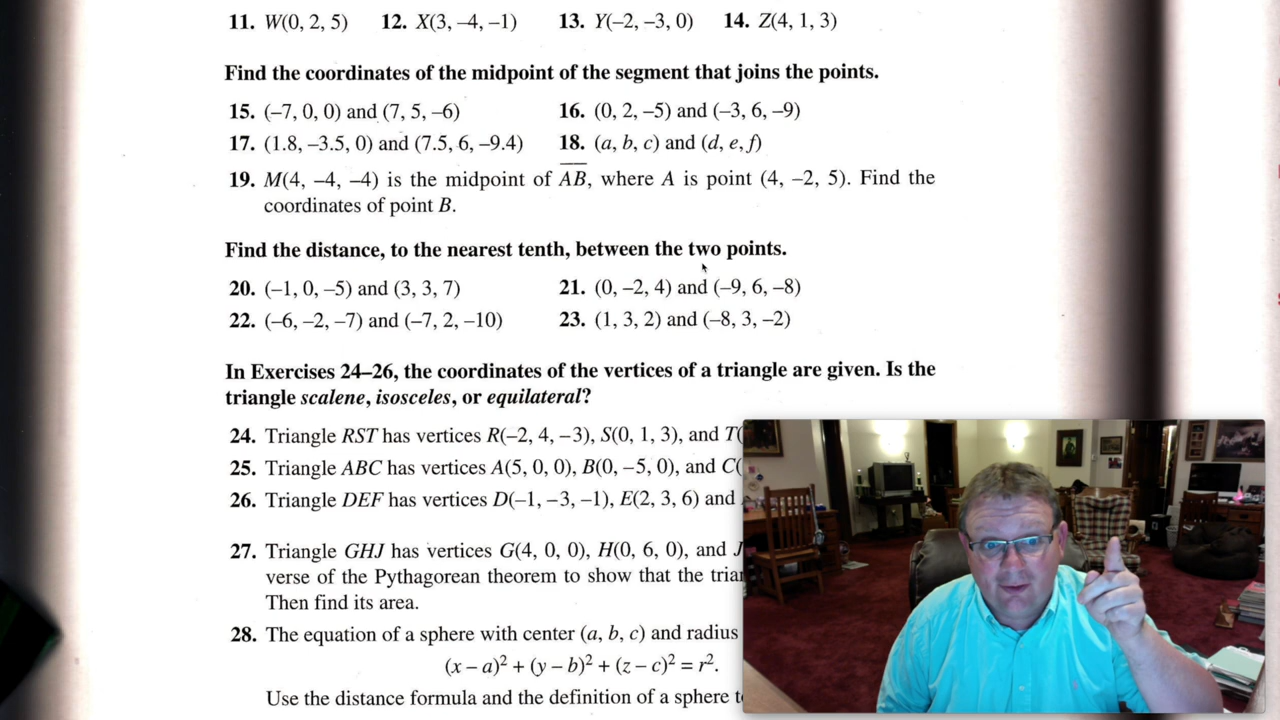 11. W(0, 2, 5) 12. X(3, –4, –1) 13. Y(–2, –3, 0) 14. Z(4, 1, 3)
Find the coordinates of the midpoint of the segment that joins the points.
15. (–7, 0, 0) and (7, 5, –6) 16. (0, 2, –5) and (–3, 6, –9)
17. (1.8, –3.5, 0) and (7.5, 6, –9.4) 18. (a, b, c) and (d, e, f)
19. M(4, –4, –4) is the midpoint of A̅B̅, where A is point (4, –2, 5). Find the
coordinates of point B.
Find the distance, to the nearest tenth, between the two points.
20. (–1, 0, –5) and (3, 3, 7) 21. (0, –2, 4) and (–9, 6, –8)
22. (–6, –2, –7) and (–7, 2, –10) 23. (1, 3, 2) and (–8, 3, –2)
In Exercises 24–26, the coordinates of the vertices of a triangle are given. Is the
triangle scalene, isosceles, or equilateral?
24. Triangle RST has vertices R(–2, 4, –3), S(0, 1, 3), and T(
25. Triangle ABC has vertices A(5, 0, 0), B(0, –5, 0), and C(
26. Triangle DEF has vertices D(–1, –3, –1), E(2, 3, 6) and
27. Triangle GHJ has vertices G(4, 0, 0), H(0, 6, 0), and J
verse of the Pythagorean theorem to show that the
Then find its area.
28. The equation of a sphere with center (a, b, c) and radius
(x – a)² + (y – b)² + (z – c)² = r².
Use the distance formula and the definition of a sphere